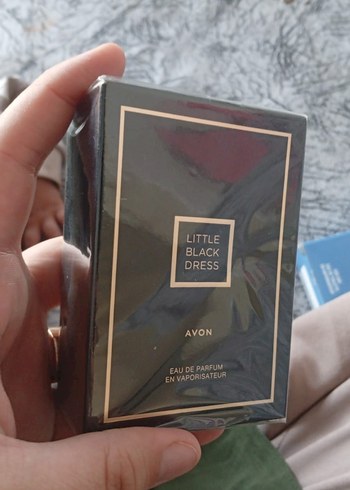 LITTLE
BLACK
DRESS
AVON
EAU DE PARFUM
EN VAPORISATEUR